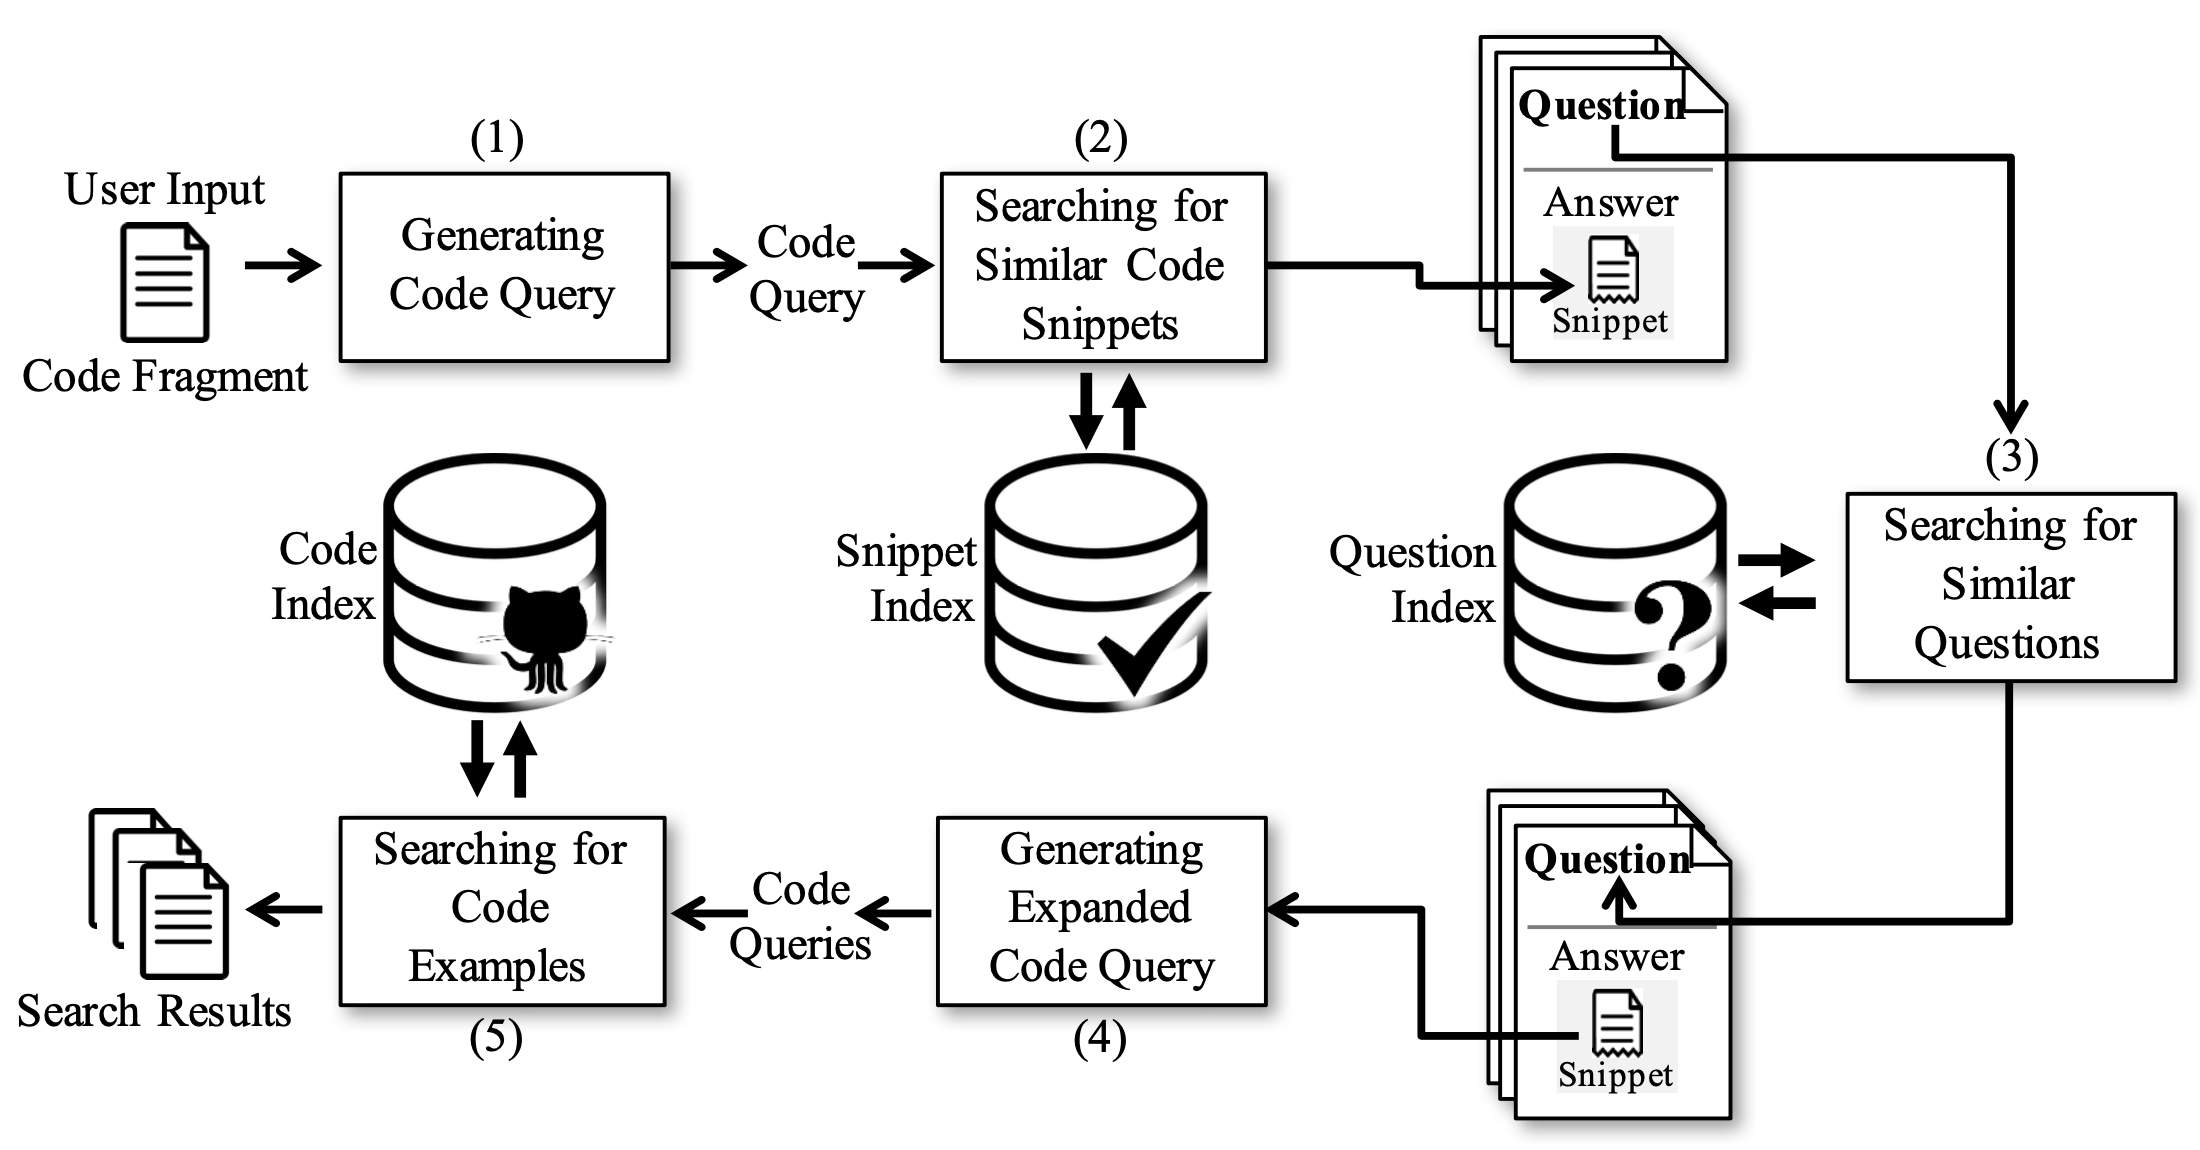 User Input
Code Fragment
(1)
Generating
Code Query
Code
Query
(2)
Searching for
Similar Code
Snippets
Question
Answer
Snippet
(3)
Searching for
Similar
Questions
Code
Index
Snippet
Index
Question
Index
?
Question
Answer
Snippet
Generating
Expanded
Code Query
(4)
Code
Queries
Searching for
Code
Examples
(5)
Search Results